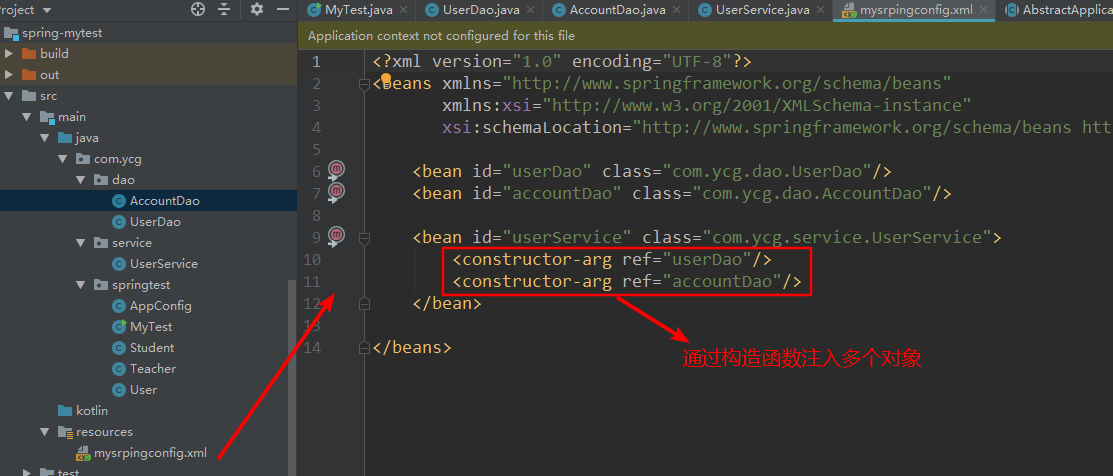 Project
MyTest.java
UserDao.java
AccountDao.java
UserService.java
mysrpingconfig.xml
AbstractApplica
spring-mytest
build
out
src
main
java
com.ycg
dao
AccountDao
UserDao
service
UserService
springtest
AppConfig
MyTest
Student
Teacher
User
kotlin
resources
mysrpingconfig.xml
test
Application context not configured for this file
1 <?xml version="1.0" encoding="UTF-8"?>
2 <beans xmlns="http://www.springframework.org/schema/beans"
3 xmlns:xsi="http://www.w3.org/2001/XMLSchema-instance"
4 xsi:schemaLocation="http://www.springframework.org/schema/beans htt
5
6 <bean id="userDao" class="com.ycg.dao.UserDao"/>
7 <bean id="accountDao" class="com.ycg.dao.AccountDao"/>
8
9 <bean id="userService" class="com.ycg.service.UserService">
10 <constructor-arg ref="userDao"/>
11 <constructor-arg ref="accountDao"/>
12 </bean>
13
14 </beans>
通过构造函数注入多个对象